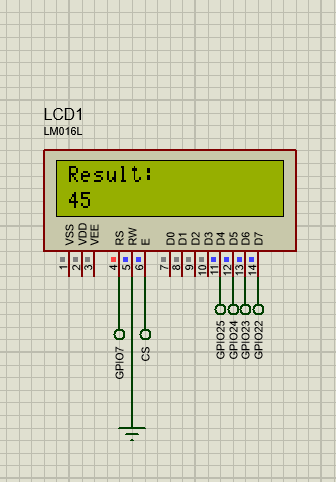 LCD1
LM016L
Result:
45
VSS
VDD
VEE
RS
RW
E
D0
D1
D2
D3
D4
D5
D6
D7
1
2
3
4
5
6
7
8
9
10
11
12
13
14
GPIO7
CS
GPIO25
GPIO24
GPIO23
GPIO22